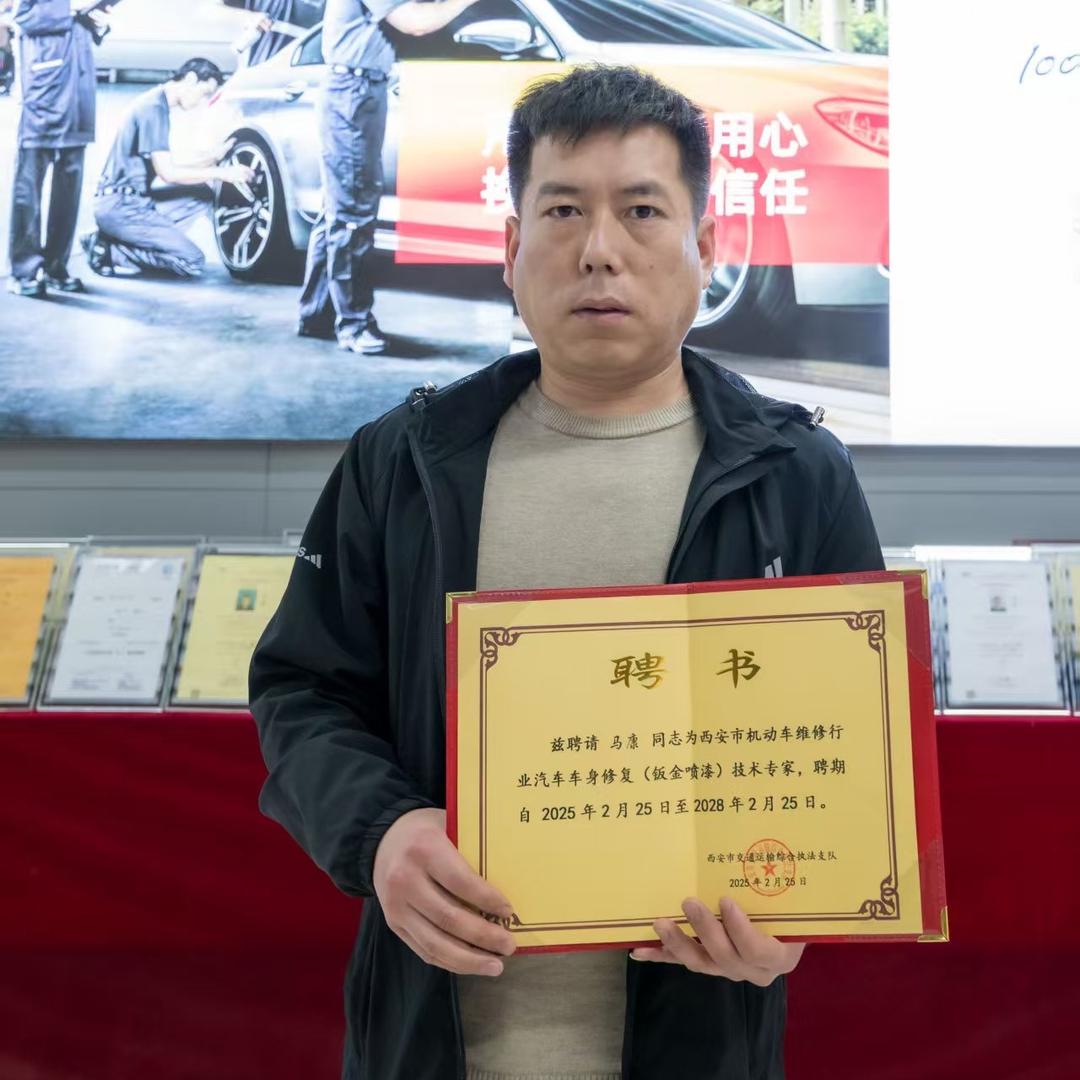 100
用心
信任
聘书
兹聘请 马康 同志为西安市机动车维修行
业汽车车身修复（钣金喷漆）技术专家，聘期
自 2025 年 2 月 25 日至 2028 年 2 月 25 日。
西安市交通运输综合执法支队
2025 年 2 月 25 日